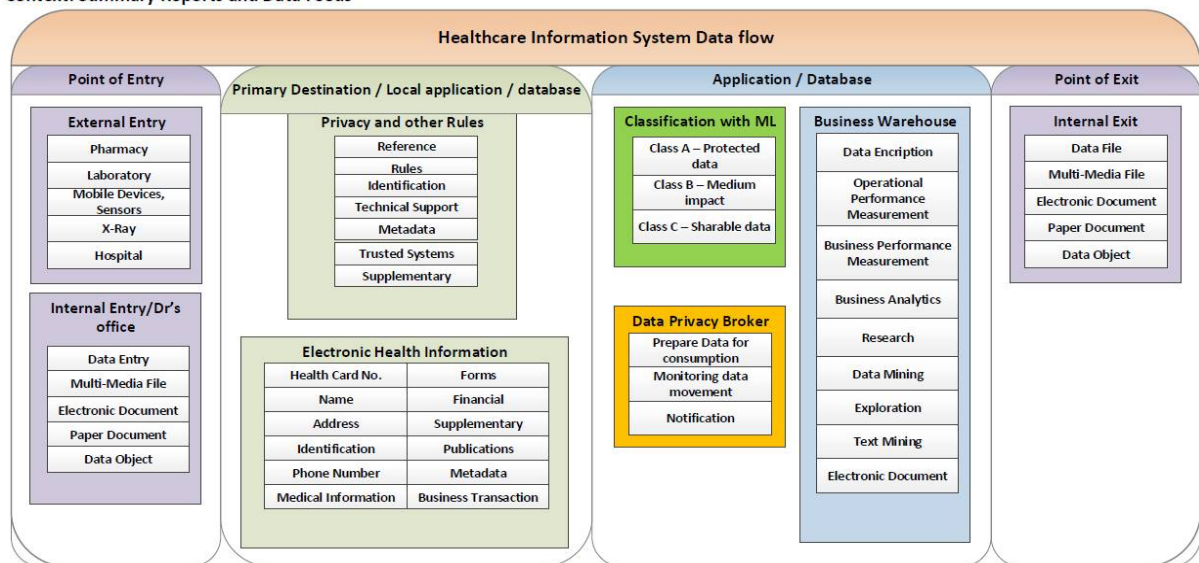 Context: Summary Reports and Data Feeds
Healthcare Information System Data flow
Point of Entry
External Entry
Pharmacy
Laboratory
Mobile Devices,
Sensors
X-Ray
Hospital
Internal Entry/Dr's
office
Data Entry
Multi-Media File
Electronic Document
Paper Document
Data Object
Primary Destination / Local application / database
Privacy and other Rules
Reference
Rules
Identification
Technical Support
Metadata
Trusted Systems
Supplementary
Electronic Health Information
Health Card No.
Forms
Name
Financial
Address
Supplementary
Identification
Publications
Phone Number
Metadata
Medical Information
Business Transaction
Application / Database
Classification with ML
Class A – Protected
data
Class B – Medium
impact
Class C – Sharable data
Data Privacy Broker
Prepare Data for
consumption
Monitoring data
movement
Notification
Business Warehouse
Data Encription
Operational
Performance
Measurement
Business Performance
Measurement
Business Analytics
Research
Data Mining
Exploration
Text Mining
Electronic Document
Point of Exit
Internal Exit
Data File
Multi-Media File
Electronic Document
Paper Document
Data Object